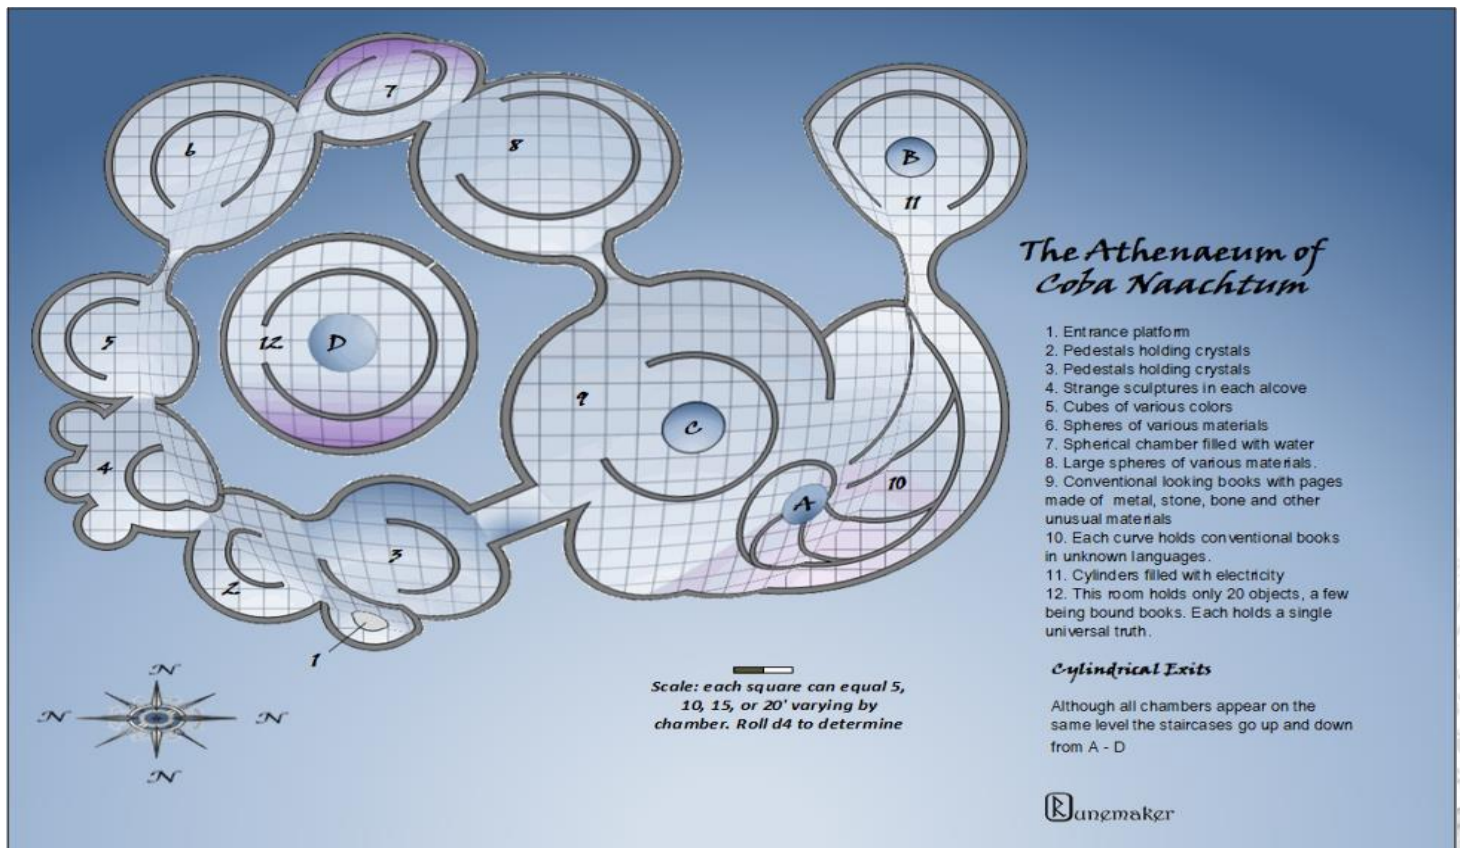 7
8
6
B
11
The Athenaeum of
Coba Naachtum
5
12
D
9
C
4
10
A
3
2
1
1. Entrance platform
2. Pedestals holding crystals
3. Pedestals holding crystals
4. Strange sculptures in each alcove
5. Cubes of various colors
6. Spheres of various materials
7. Spherical chamber filled with water
8. Large spheres of various materials.
9. Conventional looking books with pages
made of metal, stone, bone and other
unusual materials
10. Each curve holds conventional books
in unknown languages.
11. Cylinders filled with electricity
12. This room holds only 20 objects, a few
being bound books. Each holds a single
universal truth.
Cylindrical Exits
Although all chambers appear on the
same level the staircases go up and down
from A - D
N
N
N
N
Scale: each square can equal 5,
10, 15, or 20' varying by
chamber. Roll d4 to determine
Runemaker